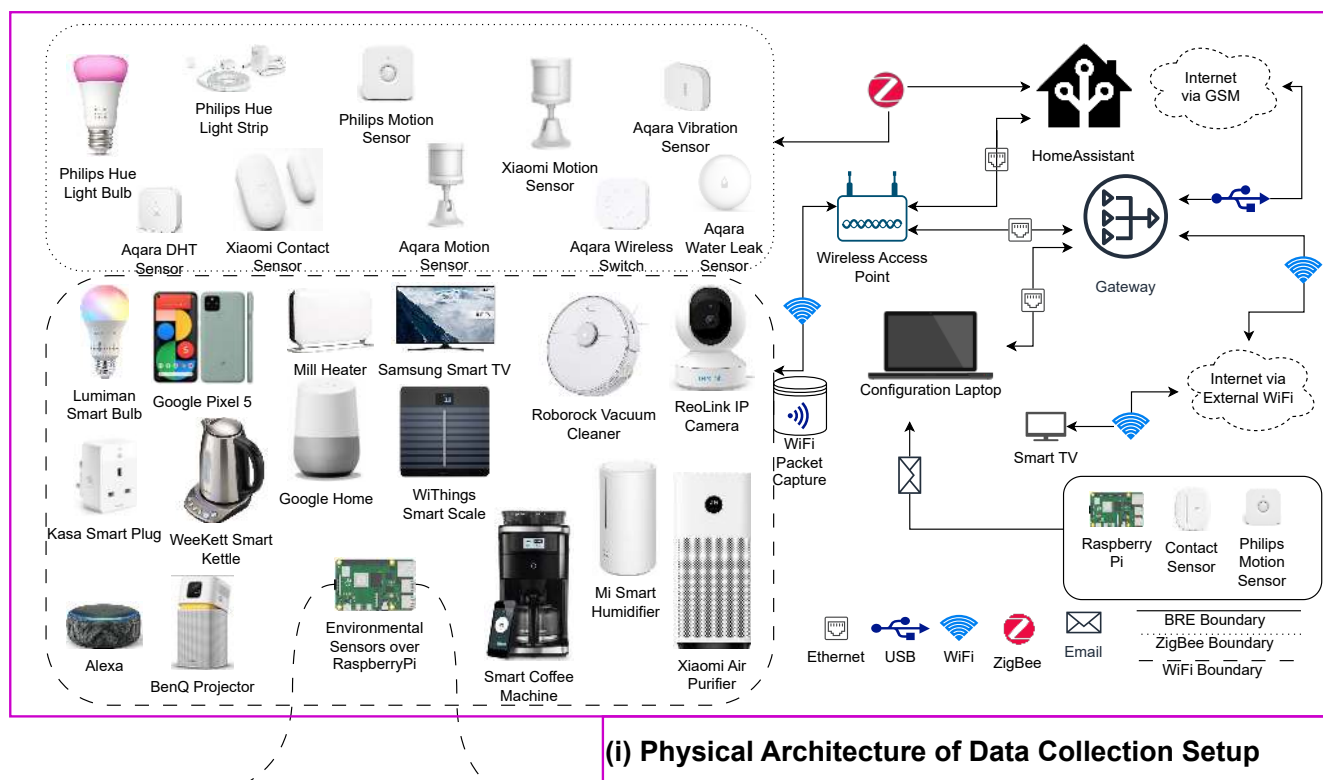 Philips Hue
Light Bulb
Philips Hue
Light Strip
Philips Motion
Sensor
Xiaomi Motion
Sensor
Aqara Vibration
Sensor
Aqara DHT
Sensor
Xiaomi Contact
Sensor
Aqara Motion
Sensor
Aqara Wireless
Switch
Aqara
Water Leak
Sensor
Lumiman
Smart Bulb
Google Pixel 5
Mill Heater
Samsung Smart TV
Roborock Vacuum
Cleaner
ReoLink IP
Camera
Kasa Smart Plug
WeeKett Smart
Kettle
Google Home
WiThings
Smart Scale
Mi Smart
Humidifier
Xiaomi Air
Purifier
Alexa
BenQ Projector
Environmental
Sensors over
RaspberryPi
Smart Coffee
Machine
Z
HomeAssistant
Internet
via GSM
Wireless Access
Point
Gateway
Configuration Laptop
WiFi
Packet
Capture
Internet via
External WiFi
Smart TV
Raspberry
Pi
Contact
Sensor
Philips
Motion
Sensor
Ethernet
USB
WiFi
Z
ZigBee
Email
BRE Boundary
ZigBee Boundary
WiFi Boundary
(i) Physical Architecture of Data Collection Setup